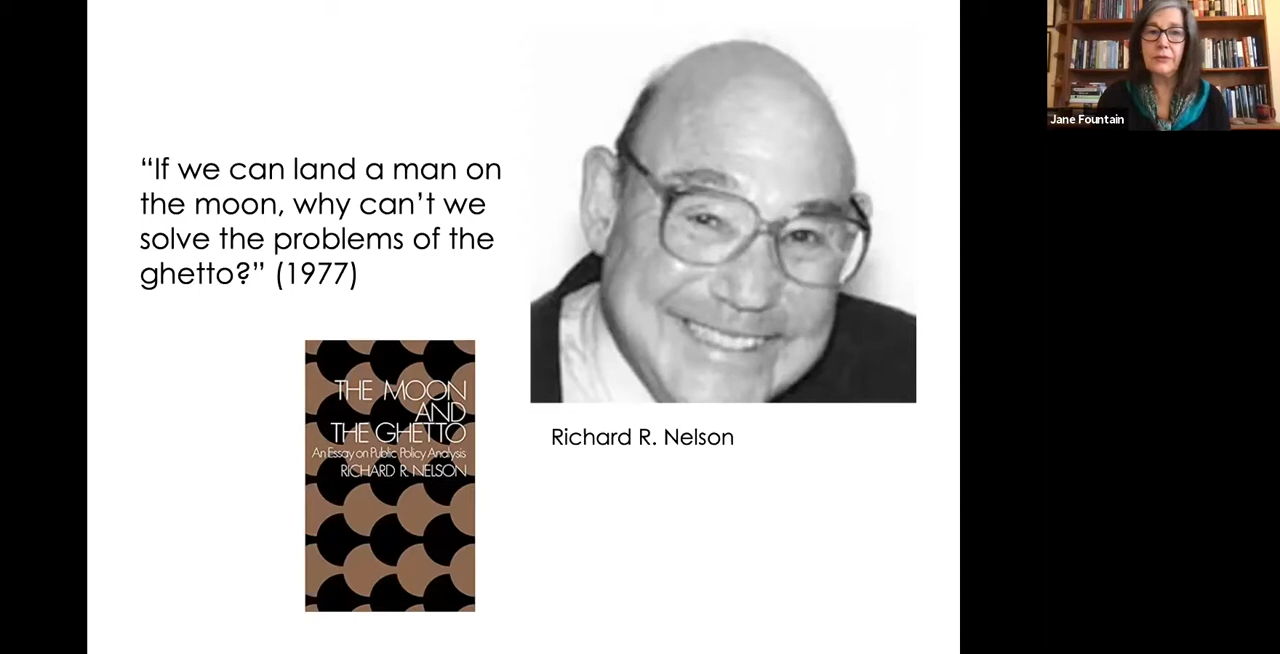 “If we can land a man on
the moon, why can’t we
solve the problems of the
ghetto?” (1977)
THE MOON
AND
THE GHETTO
An Essay on Public Policy Analysis
RICHARD R. NELSON
Richard R. Nelson
Jane Fountain